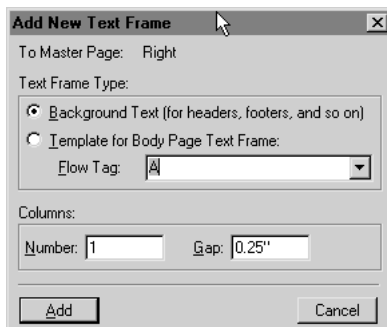 Add New Text Frame
To Master Page: Right
Text Frame Type:
Background Text (for headers, footers, and so on)
Template for Body Page Text Frame:
Flow Tag: A
Columns:
Number: 1 Gap: 0.25"
Add Cancel